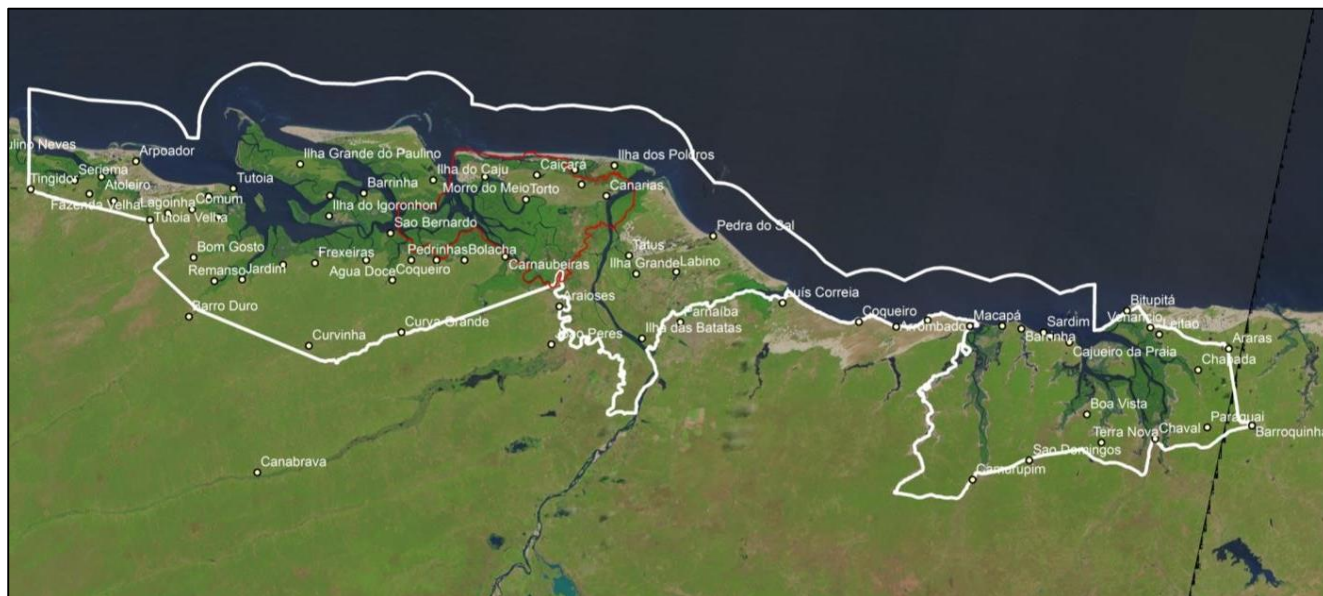 ulino Neves
Arpoador
Seriema
Tingidor
Atoleiro
Fazenda Velha
Lagoinha
Comum
Tutoia
Tutoia Velha
Ilha Grande do Paulino
Barrinha
Ilha do Igoronhon
Ilha do Caju
Morro do Meio
Torto
Caiçara
Ilha dos Poldros
Canarias
Sao Bernardo
Pedra do Sal
Bom Gosto
Remanso
Jardim
Frexeiras
Agua Doce
Pedrinhas
Coqueiro
Bolacha
Carnaubeiras
Tatus
Ilha Grande
Labino
Barro Duro
Curvinha
Curva Grande
Araioses
Parnaíba
Ilha das Batatas
Luís Correia
Coqueiro
Arrombado
Macapá
Barrinha
Sardim
Cajueiro da Praia
Bitupitá
Venancio
Leitao
Araras
Chapada
Boa Vista
Terra Nova
Chaval
Paraguai
Barroquinha
Sao Domingos
Camurupim
Canabrava